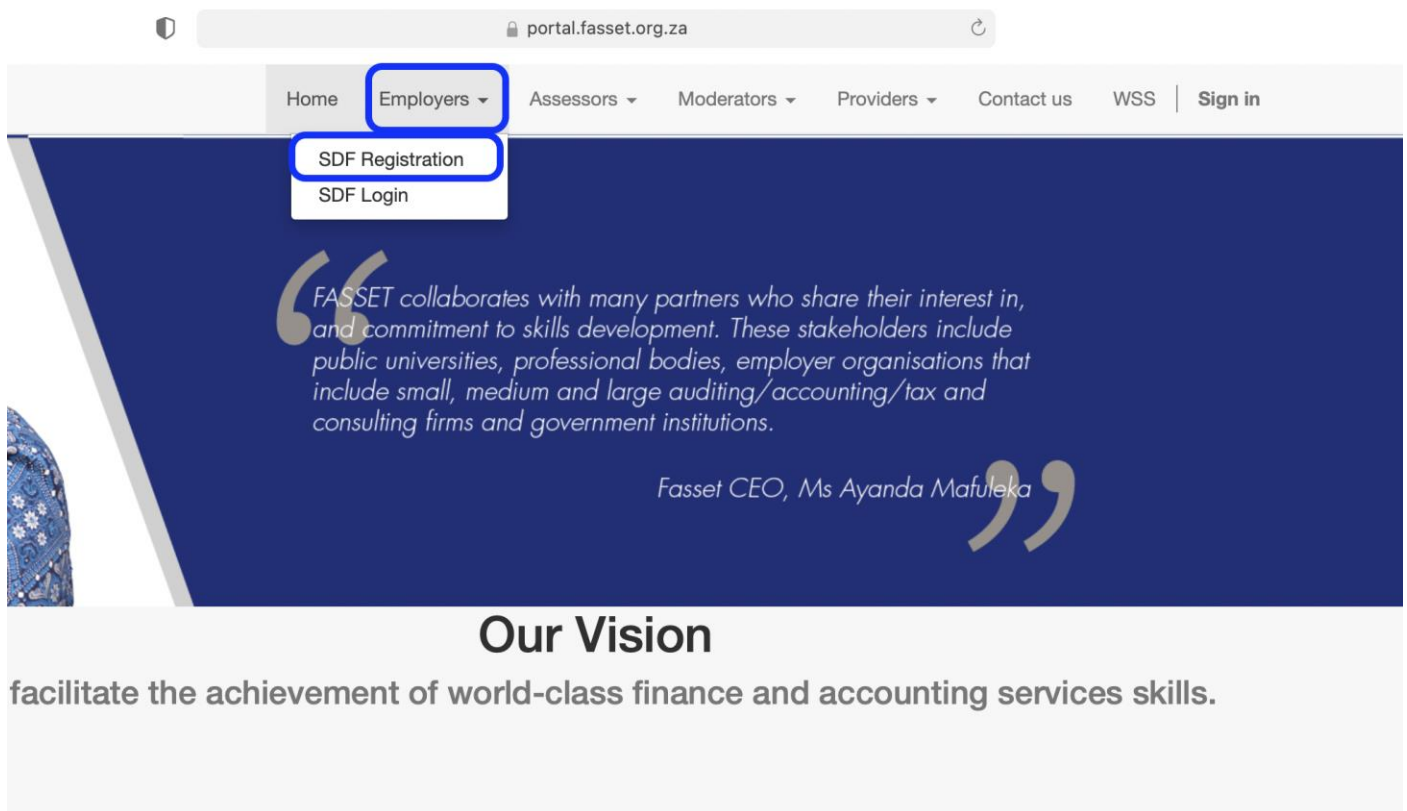 portal.fasset.org.za
Home Employers Assessors Moderators Providers Contact us WSS Sign in
SDF Registration
SDF Login
“
FASSET collaborates with many partners who share their interest in,
and commitment to skills development. These stakeholders include
public universities, professional bodies, employer organisations that
include small, medium and large auditing/accounting/tax and
consulting firms and government institutions.
Fasset CEO, Ms Ayanda Mafuleka
”
Our Vision
facilitate the achievement of world-class finance and accounting services skills.